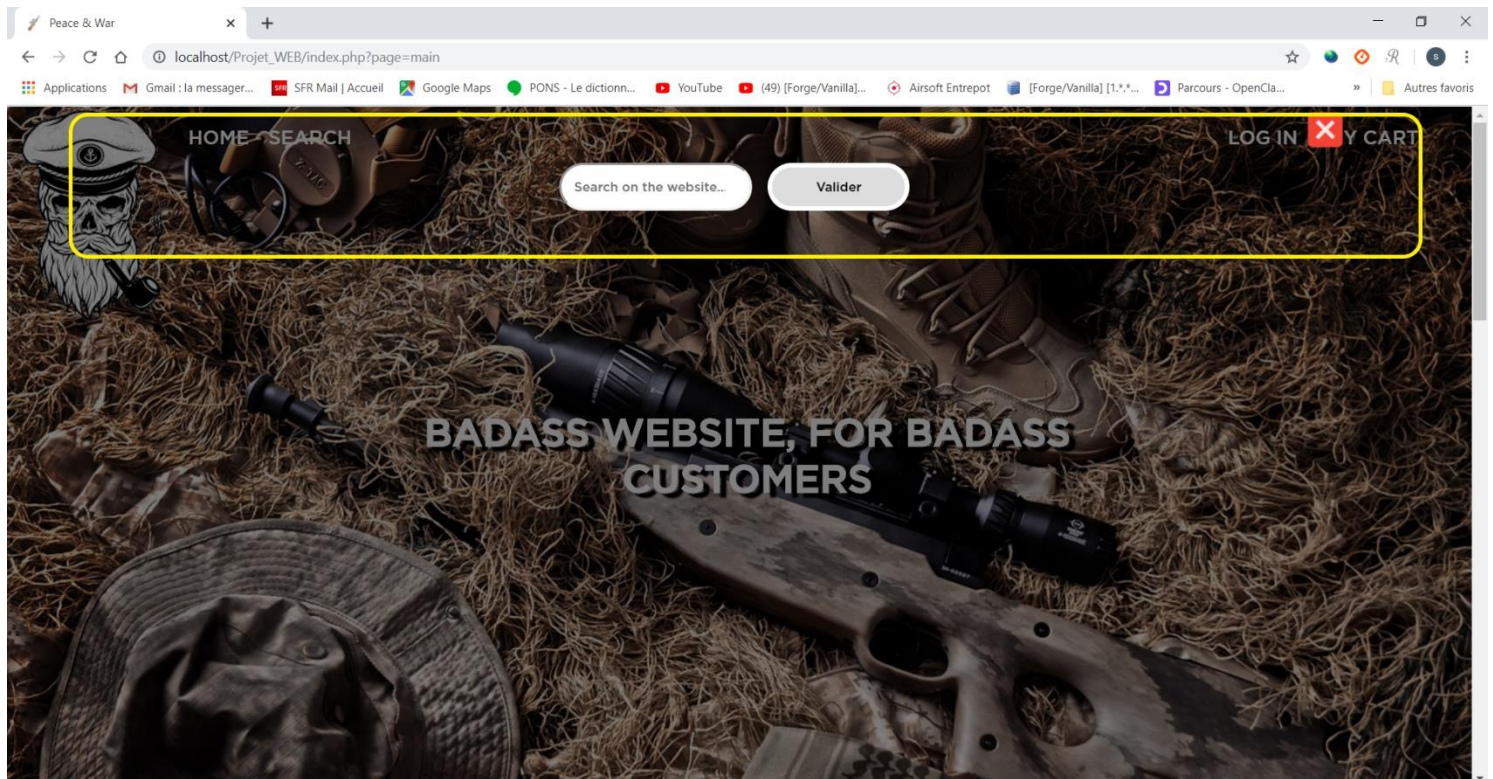 Peace & War
localhost/Projet_WEB/index.php?page=main
Applications
Gmail : la messager...
SFR Mail | Accueil
Google Maps
PONS - Le dictionn...
YouTube
(49) [Forge/Vanilla]...
Airsoft Entrepot
[Forge/Vanilla] [1.*.*...
Parcours - OpenCla...
»
Autres favoris
HOME SEARCH LOG IN Y CART
Search on the website... Valider
BADASS WEBSITE, FOR BADASS
CUSTOMERS